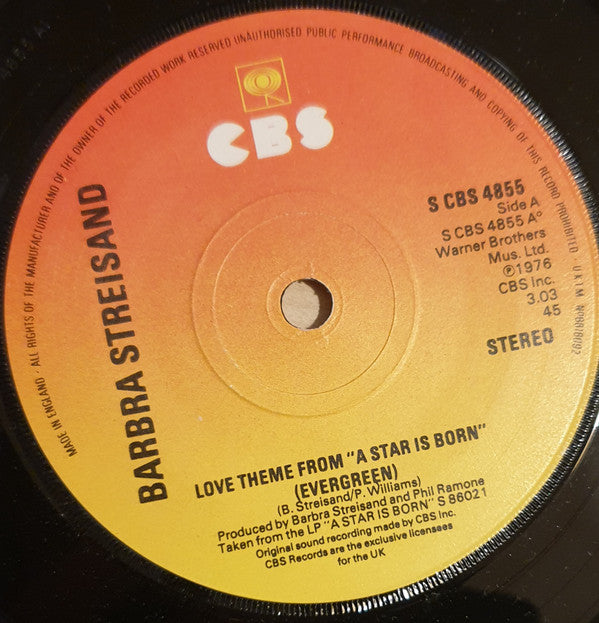 MADE IN ENGLAND · ALL RIGHTS OF THE MANUFACTURER AND OF THE OWNER OF THE RECORDED WORK RESERVED UNAUTHORISED PUBLIC PERFORMANCE BROADCASTING AND COPYING OF THIS RECORD PROHIBITED ·
CBS
BARBRA STREISAND
S CBS 4855
Side A
S CBS 4855 A°
Warner Brothers
Mus. Ltd.
℗1976
CBS Inc.
3.03
45
STEREO
LOVE THEME FROM "A STAR IS BORN"
(EVERGREEN)
(B. Streisand/P. Williams)
Produced by Barbra Streisand and Phil Ramone
Taken from the LP "A STAR IS BORN" S 86021
Original sound recording made by CBS Inc.
CBS Records are the exclusive licensees
for the UK